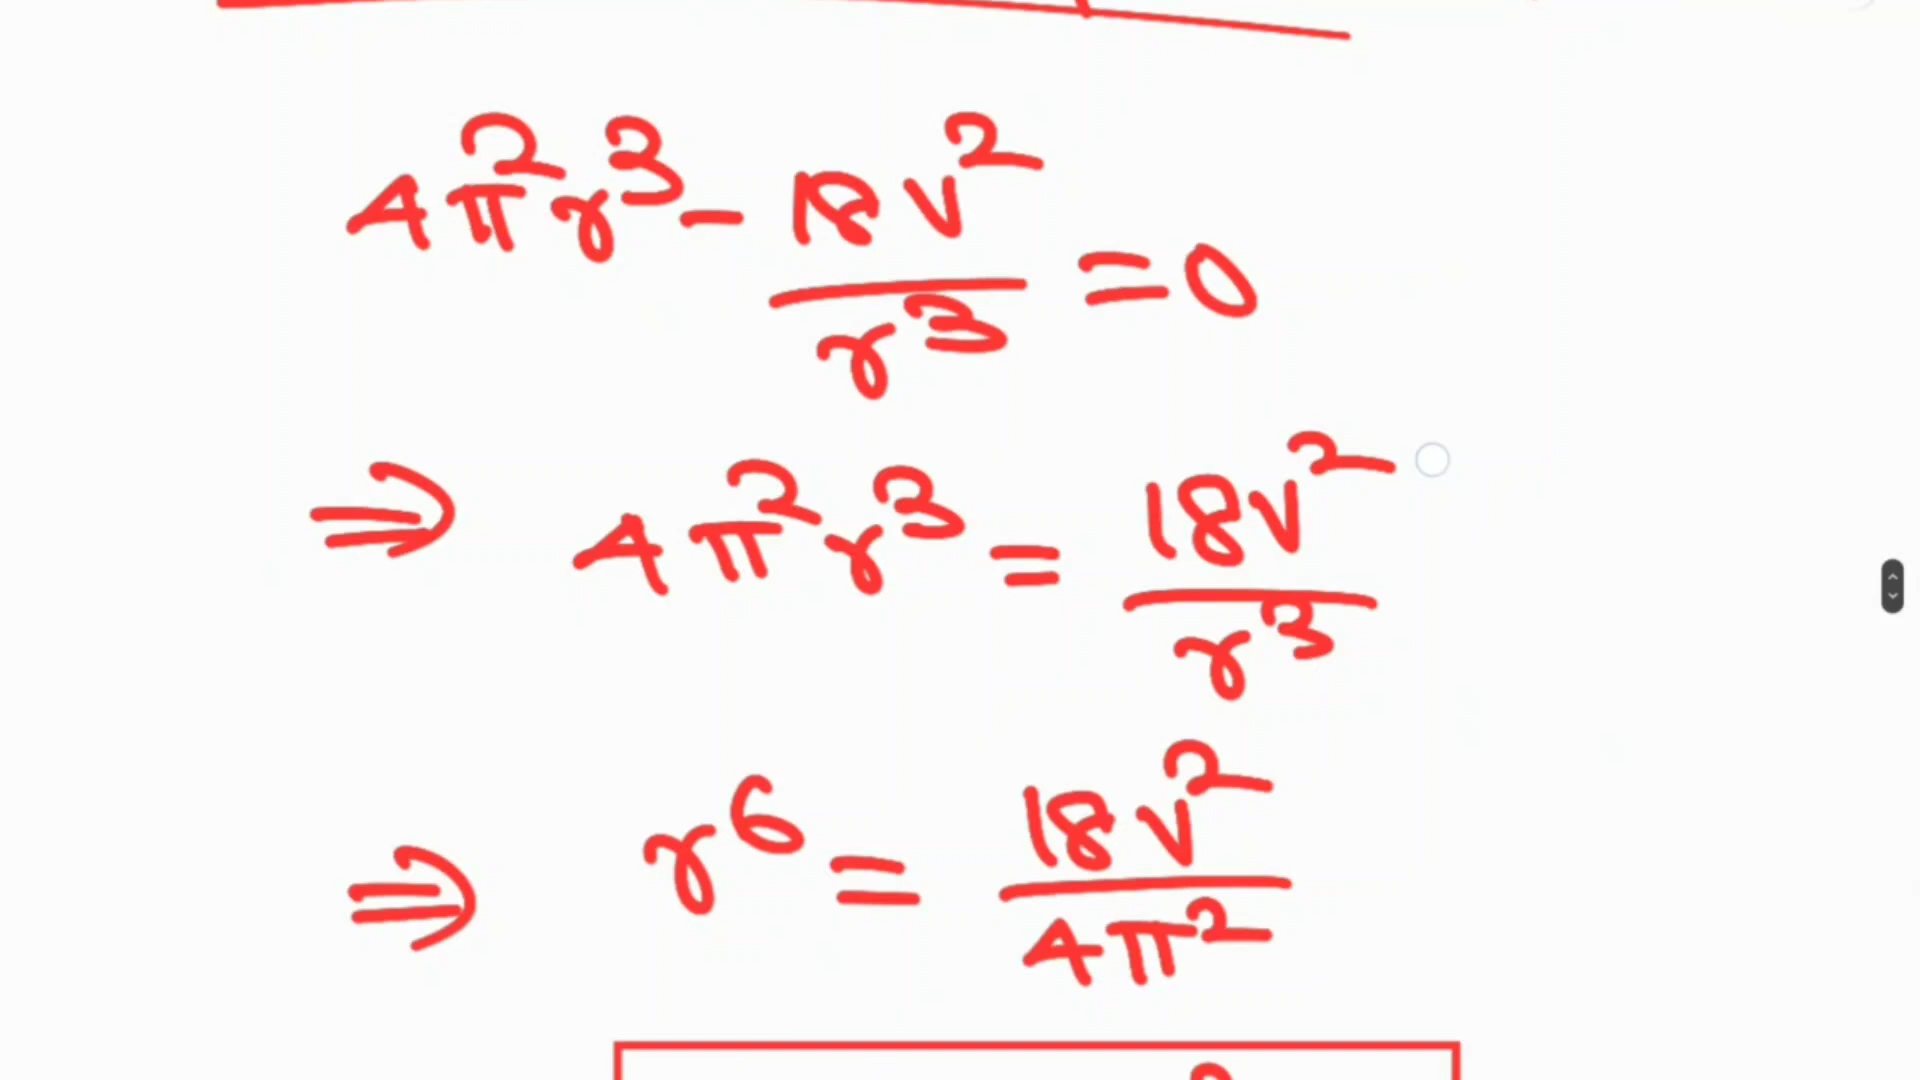 4π²r³ - 18v²/r³ = 0
⇒ 4π²r³ = 18v²/r³
⇒ r⁶ = 18v²/4π²